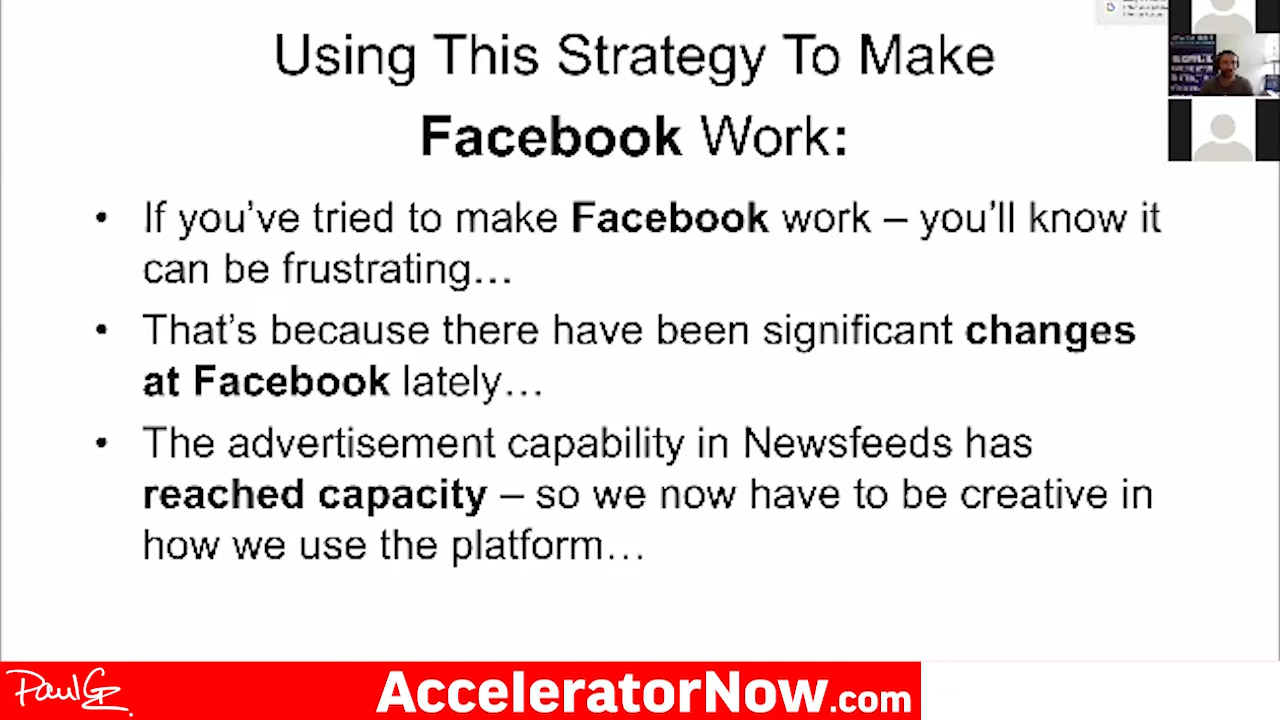 Using This Strategy To Make
Facebook Work:
• If you’ve tried to make Facebook work – you’ll know it
can be frustrating…
• That’s because there have been significant changes
at Facebook lately…
• The advertisement capability in Newsfeeds has
reached capacity – so we now have to be creative in
how we use the platform…
PaulG
AcceleratorNow.com